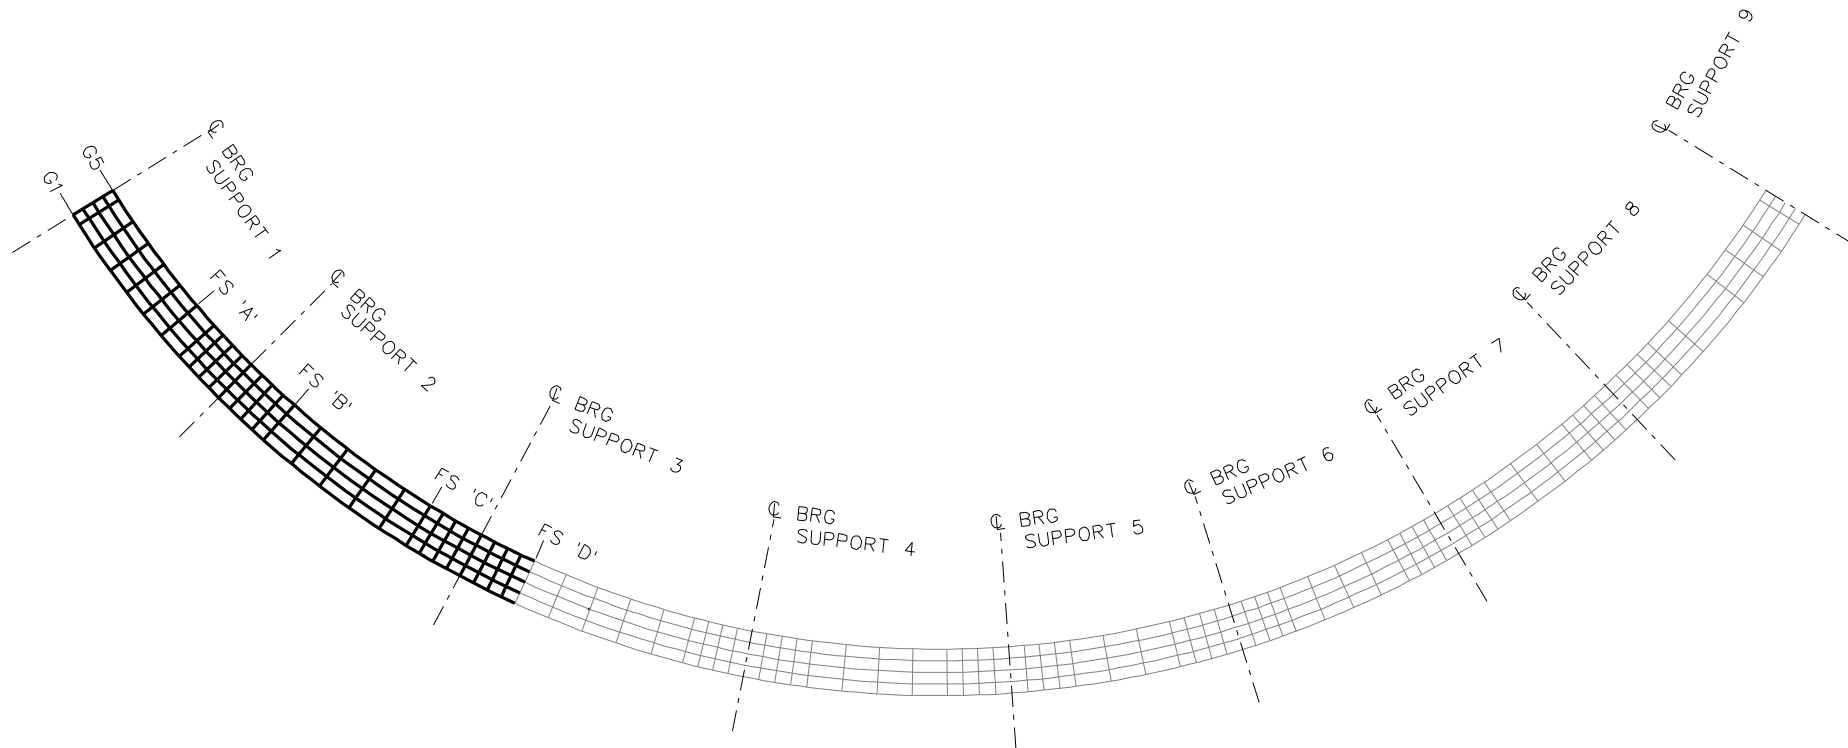 G1
G5
℄ BRG
SUPPORT 1
FS 'A'
℄ BRG
SUPPORT 2
FS 'B'
℄ BRG
SUPPORT 3
FS 'C'
FS 'D'
℄ BRG
SUPPORT 4
℄ BRG
SUPPORT 5
℄ BRG
SUPPORT 6
℄ BRG
SUPPORT 7
℄ BRG
SUPPORT 8
℄ BRG
SUPPORT 9